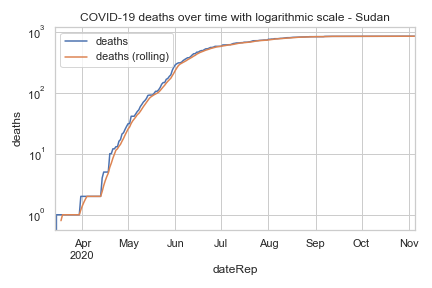 COVID-19 deaths over time with logarithmic scale - Sudan
deaths
deaths (rolling)
10³
10²
10¹
10⁰
deaths
Apr May Jun Jul Aug Sep Oct Nov
2020
dateRep